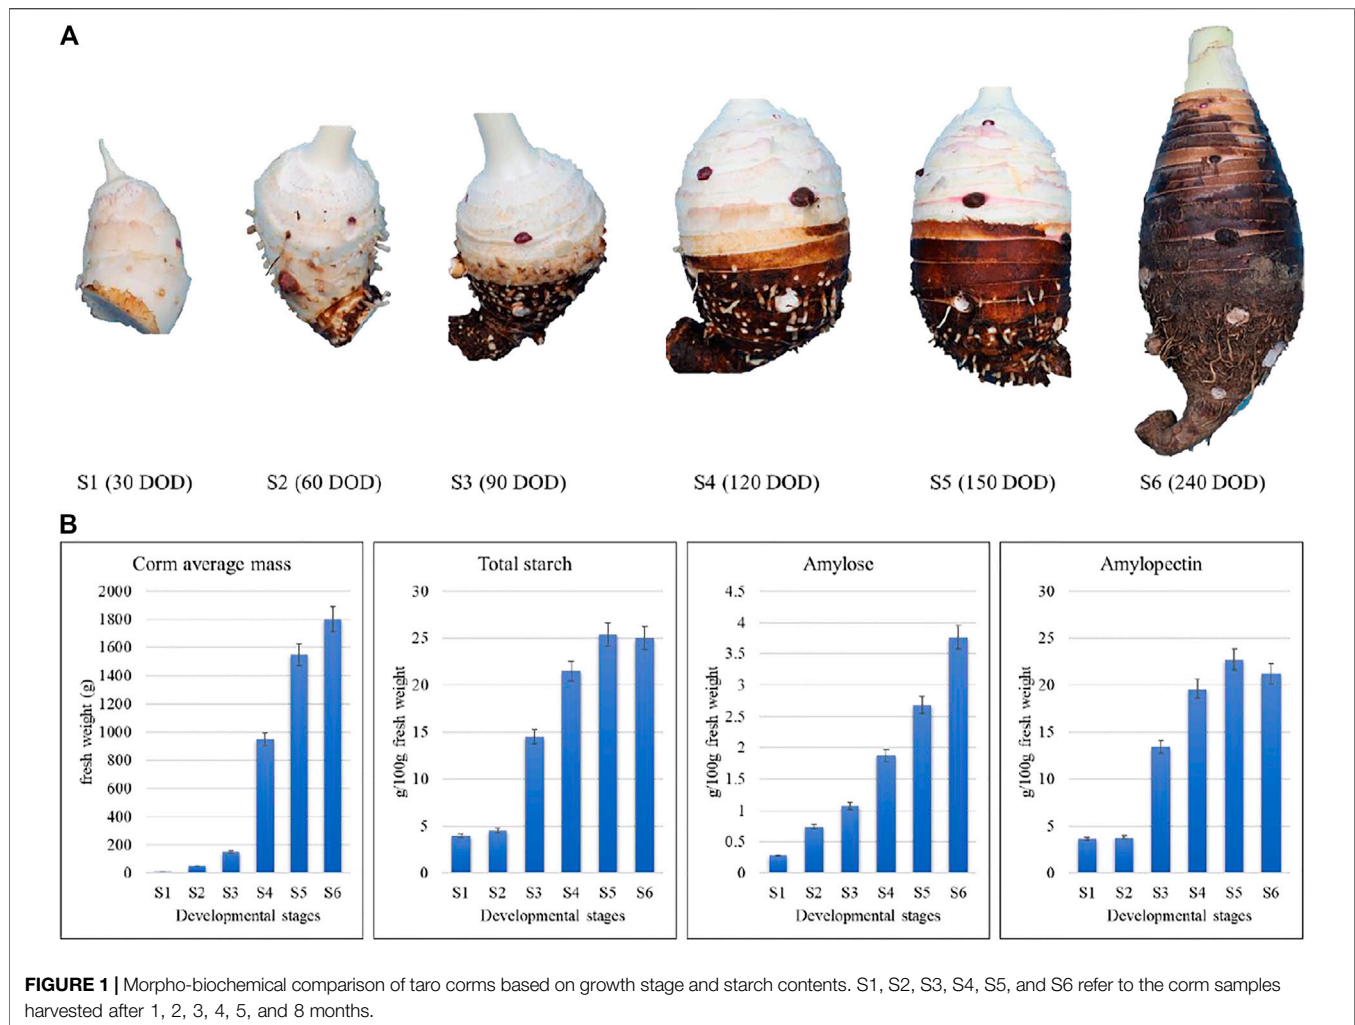 A
S1 (30 DOD) S2 (60 DOD) S3 (90 DOD) S4 (120 DOD) S5 (150 DOD) S6 (240 DOD)
B
Corm average mass
2000
1800
1600
1400
1200
1000
800
600
400
200
0
fresh weight (g)
S1 S2 S3 S4 S5 S6
Developmental stages
Total starch
30
25
20
15
10
5
0
g/100g fresh weight
S1 S2 S3 S4 S5 S6
Developmental stages
Amylose
4.5
4
3.5
3
2.5
2
1.5
1
0.5
0
g/100g fresh weight
S1 S2 S3 S4 S5 S6
Developmental stages
Amylopectin
30
25
20
15
10
5
0
g/100g fresh weight
S1 S2 S3 S4 S5 S6
Developmental stages
FIGURE 1 | Morpho-biochemical comparison of taro corms based on growth stage and starch contents. S1, S2, S3, S4, S5, and S6 refer to the corm samples
harvested after 1, 2, 3, 4, 5, and 8 months.